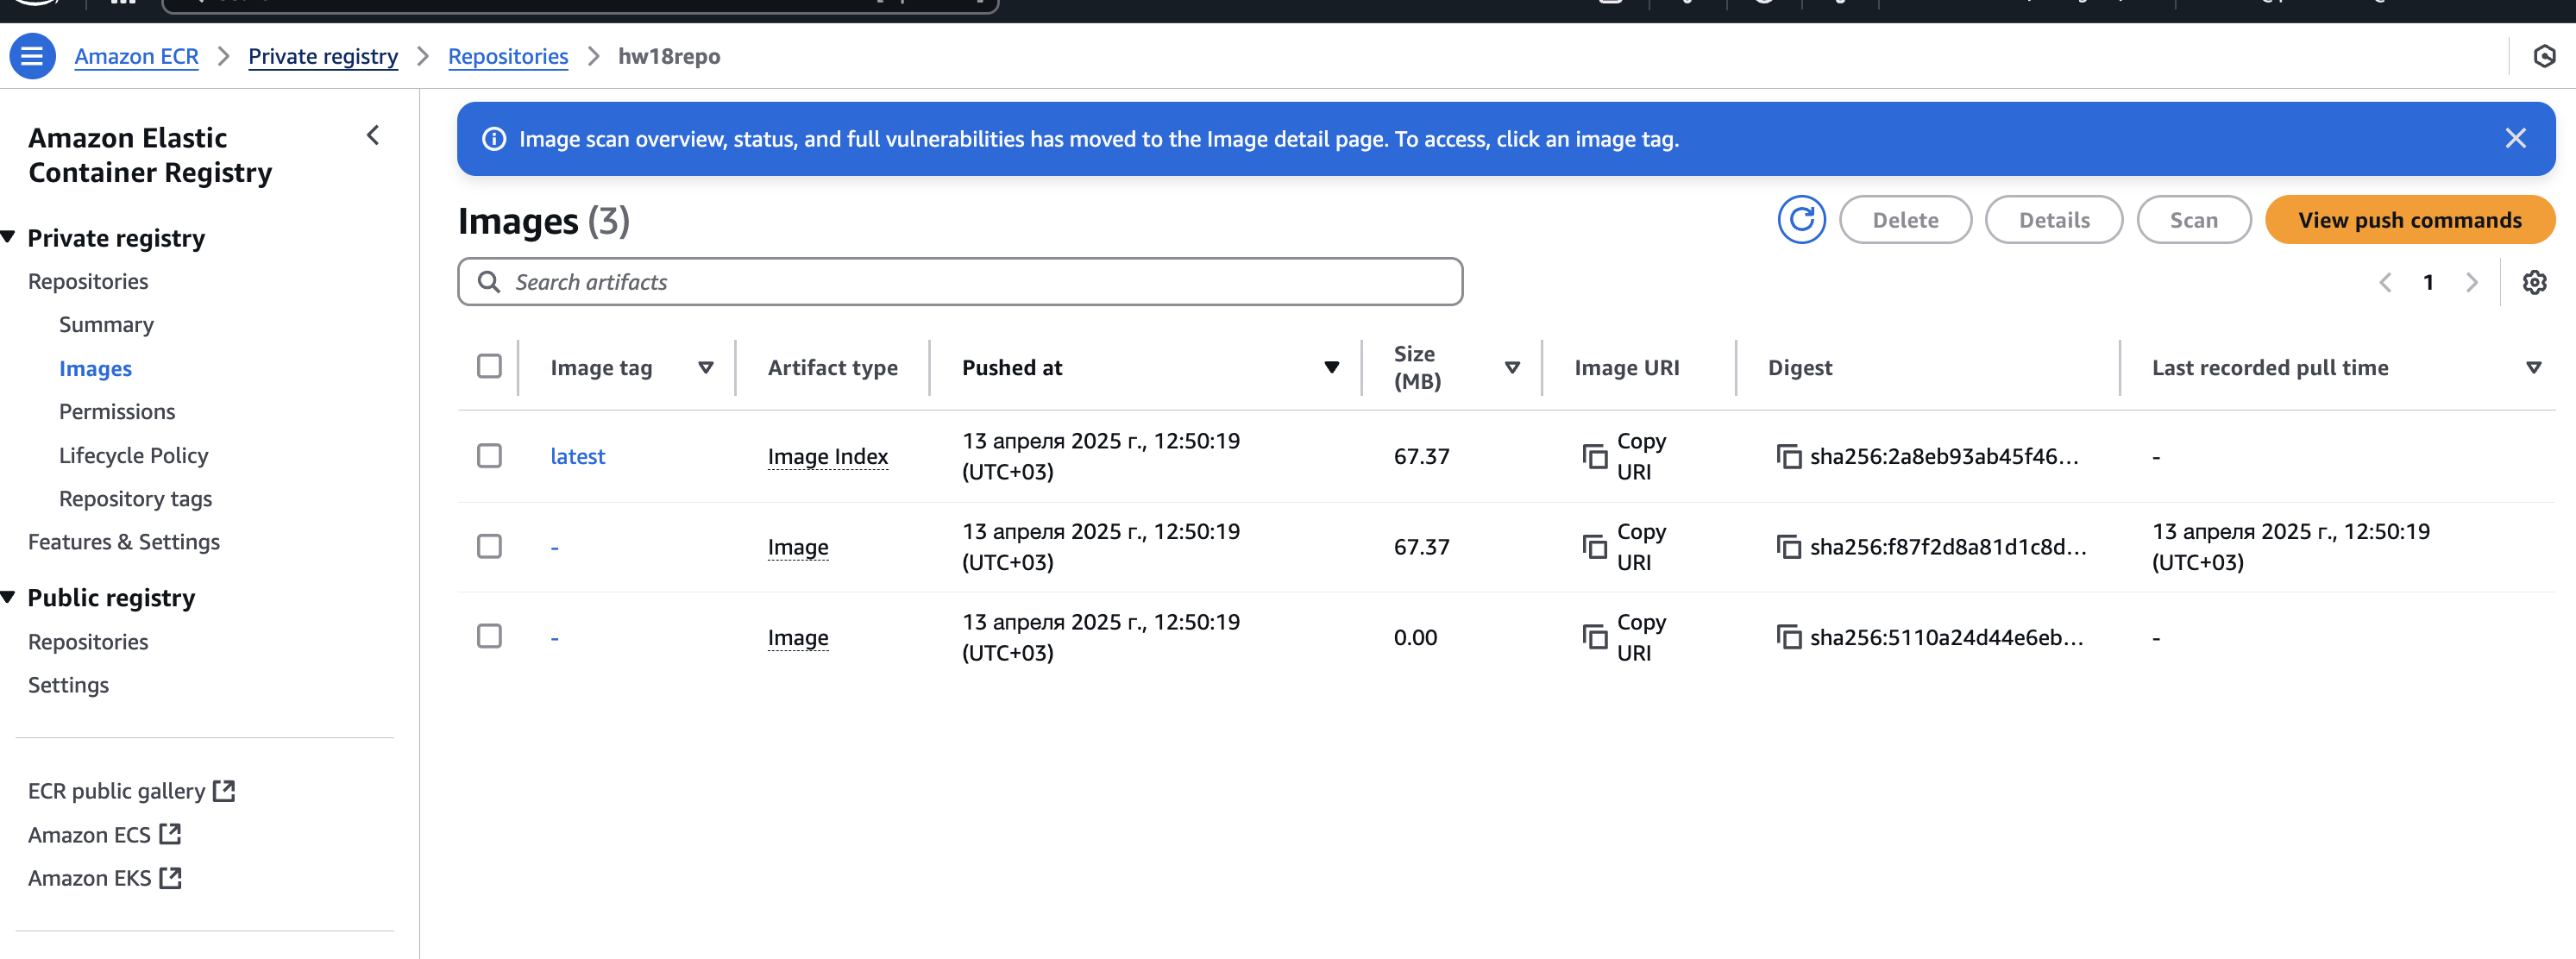 Amazon ECR
Private registry
Repositories
hw18repo
Amazon Elastic
Container Registry
Private registry
Repositories
Summary
Images
Permissions
Lifecycle Policy
Repository tags
Features & Settings
Public registry
Repositories
Settings
ECR public gallery
Amazon ECS
Amazon EKS
Image scan overview, status, and full vulnerabilities has moved to the Image detail page. To access, click an image tag.
Images (3)
Delete
Details
Scan
View push commands
Search artifacts
1
Image tag
Artifact type
Pushed at
Size
(MB)
Image URI
Digest
Last recorded pull time
latest
Image Index
13 апреля 2025 г., 12:50:19
(UTC+03)
67.37
Copy
URI
sha256:2a8eb93ab45f46...
-
-
Image
13 апреля 2025 г., 12:50:19
(UTC+03)
67.37
Copy
URI
sha256:f87f2d8a81d1c8d...
13 апреля 2025 г., 12:50:19
(UTC+03)
-
Image
13 апреля 2025 г., 12:50:19
(UTC+03)
0.00
Copy
URI
sha256:5110a24d44e6eb...
-